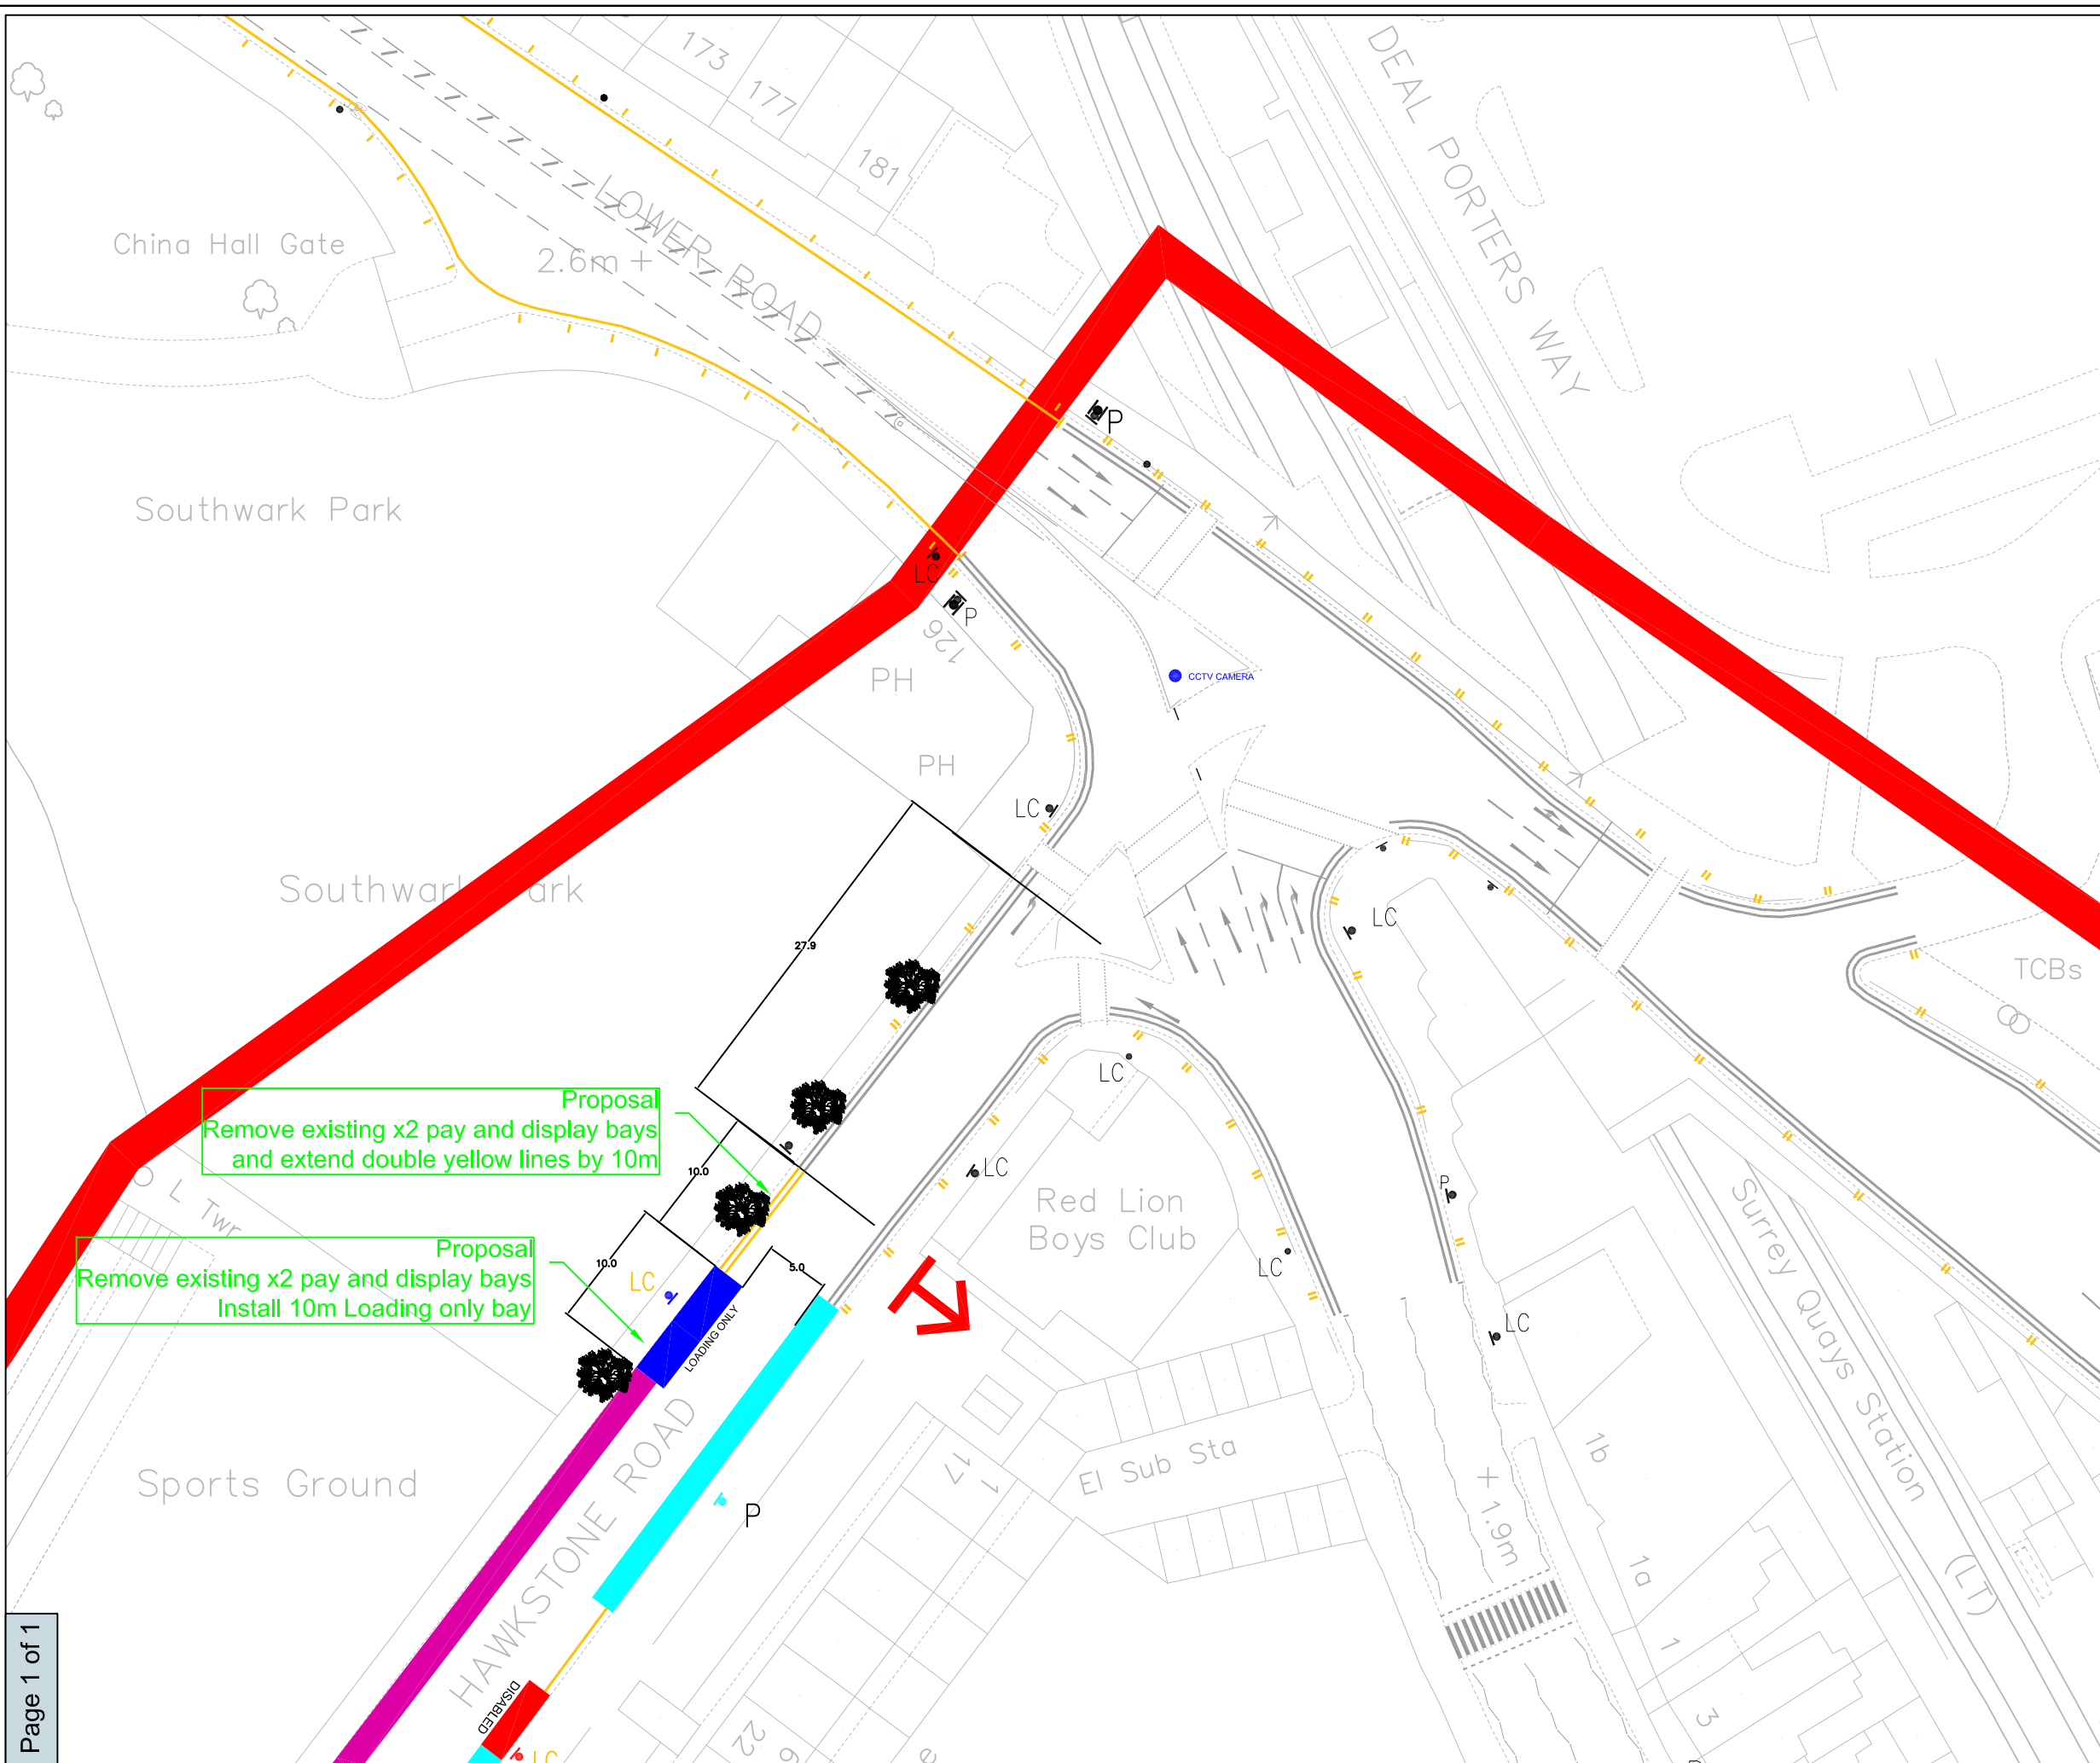 173
177
181
DEAL PORTERS WAY
China Hall Gate
2.6m +
LOWER ROAD
P
Southwark Park
LC
P
126
PH
CCTV CAMERA
PH
LC
Southwark Park
LC
27.9
TCBs
LC
Proposal
Remove existing x2 pay and display bays
and extend double yellow lines by 10m
LC
10.0
P
L Twr
Red Lion
Boys Club
Surrey Quays Station (LT)
Proposal
Remove existing x2 pay and display bays
Install 10m Loading only bay
10.0
LC
5.0
LC
LC
LOADING ONLY
HAWKSTONE ROAD
Sports Ground
1 - 17
El Sub Sta
1b
+ 1.9m
P
1a
1
3
DISABLED
LC
22
Page 1 of 1